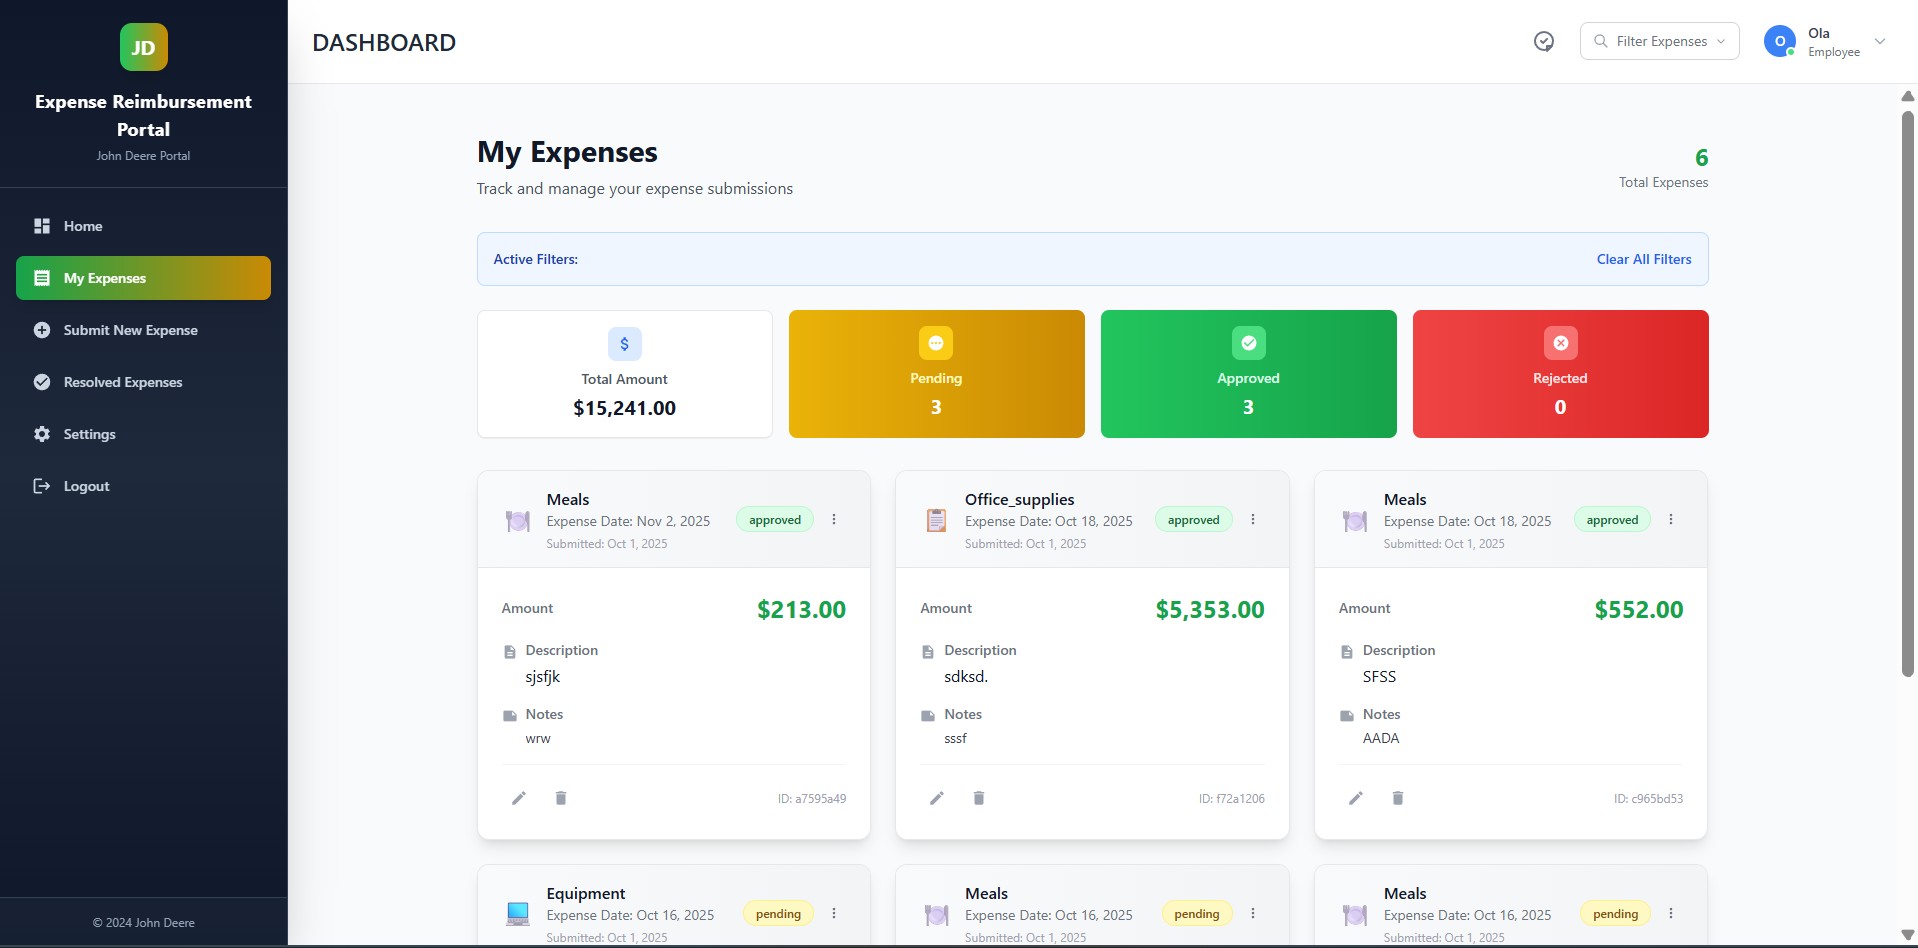 JD
Expense Reimbursement
Portal
John Deere Portal
Home
My Expenses
Submit New Expense
Resolved Expenses
Settings
Logout
© 2024 John Deere
DASHBOARD
Filter Expenses
O
Ola
Employee
My Expenses
Track and manage your expense submissions
6
Total Expenses
Active Filters:
Clear All Filters
$
Total Amount
$15,241.00
Pending
3
Approved
3
Rejected
0
Meals
Expense Date: Nov 2, 2025
Submitted: Oct 1, 2025
approved
Amount
$213.00
Description
sjsfjk
Notes
wrw
ID: a7595a49
Office_supplies
Expense Date: Oct 18, 2025
Submitted: Oct 1, 2025
approved
Amount
$5,353.00
Description
sdksd.
Notes
sssf
ID: f72a1206
Meals
Expense Date: Oct 18, 2025
Submitted: Oct 1, 2025
approved
Amount
$552.00
Description
SFSS
Notes
AADA
ID: c965bd53
Equipment
Expense Date: Oct 16, 2025
Submitted: Oct 1, 2025
pending
Meals
Expense Date: Oct 16, 2025
Submitted: Oct 1, 2025
pending
Meals
Expense Date: Oct 16, 2025
Submitted: Oct 1, 2025
pending